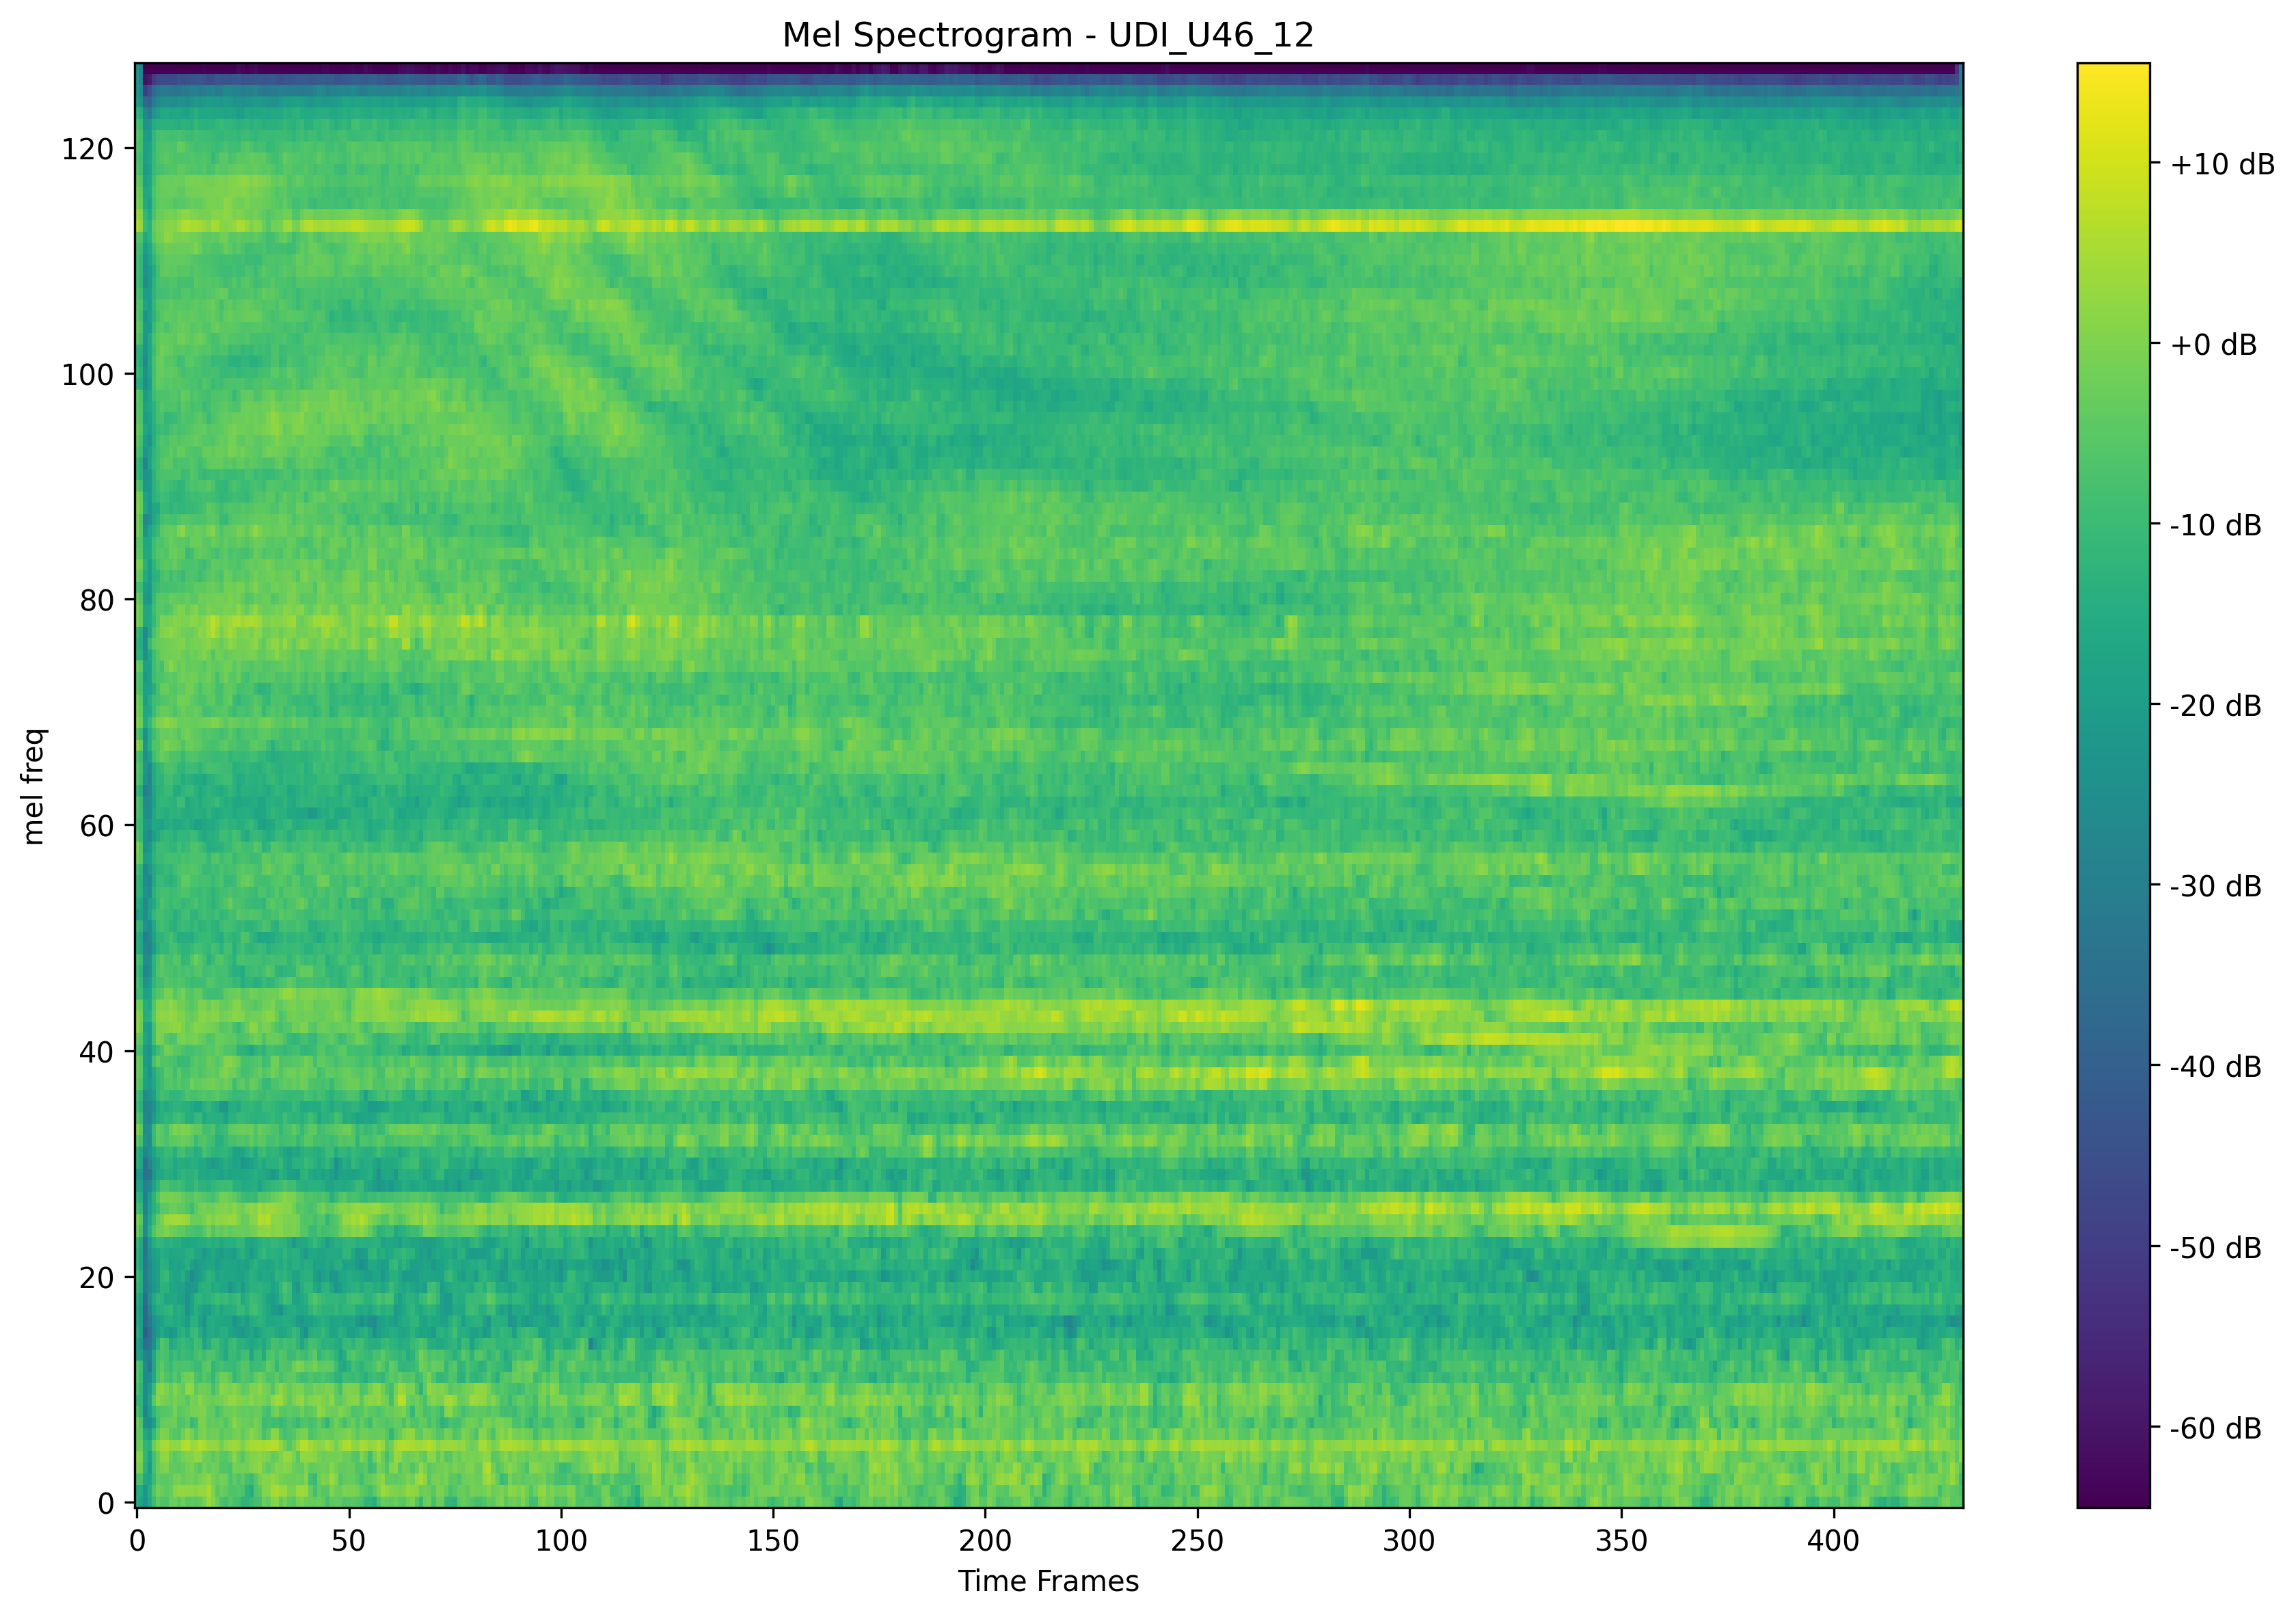 Mel Spectrogram - UDI_U46_12
mel freq
120
100
80
60
40
20
0
0 50 100 150 200 250 300 350 400
Time Frames
+10 dB
+0 dB
-10 dB
-20 dB
-30 dB
-40 dB
-50 dB
-60 dB